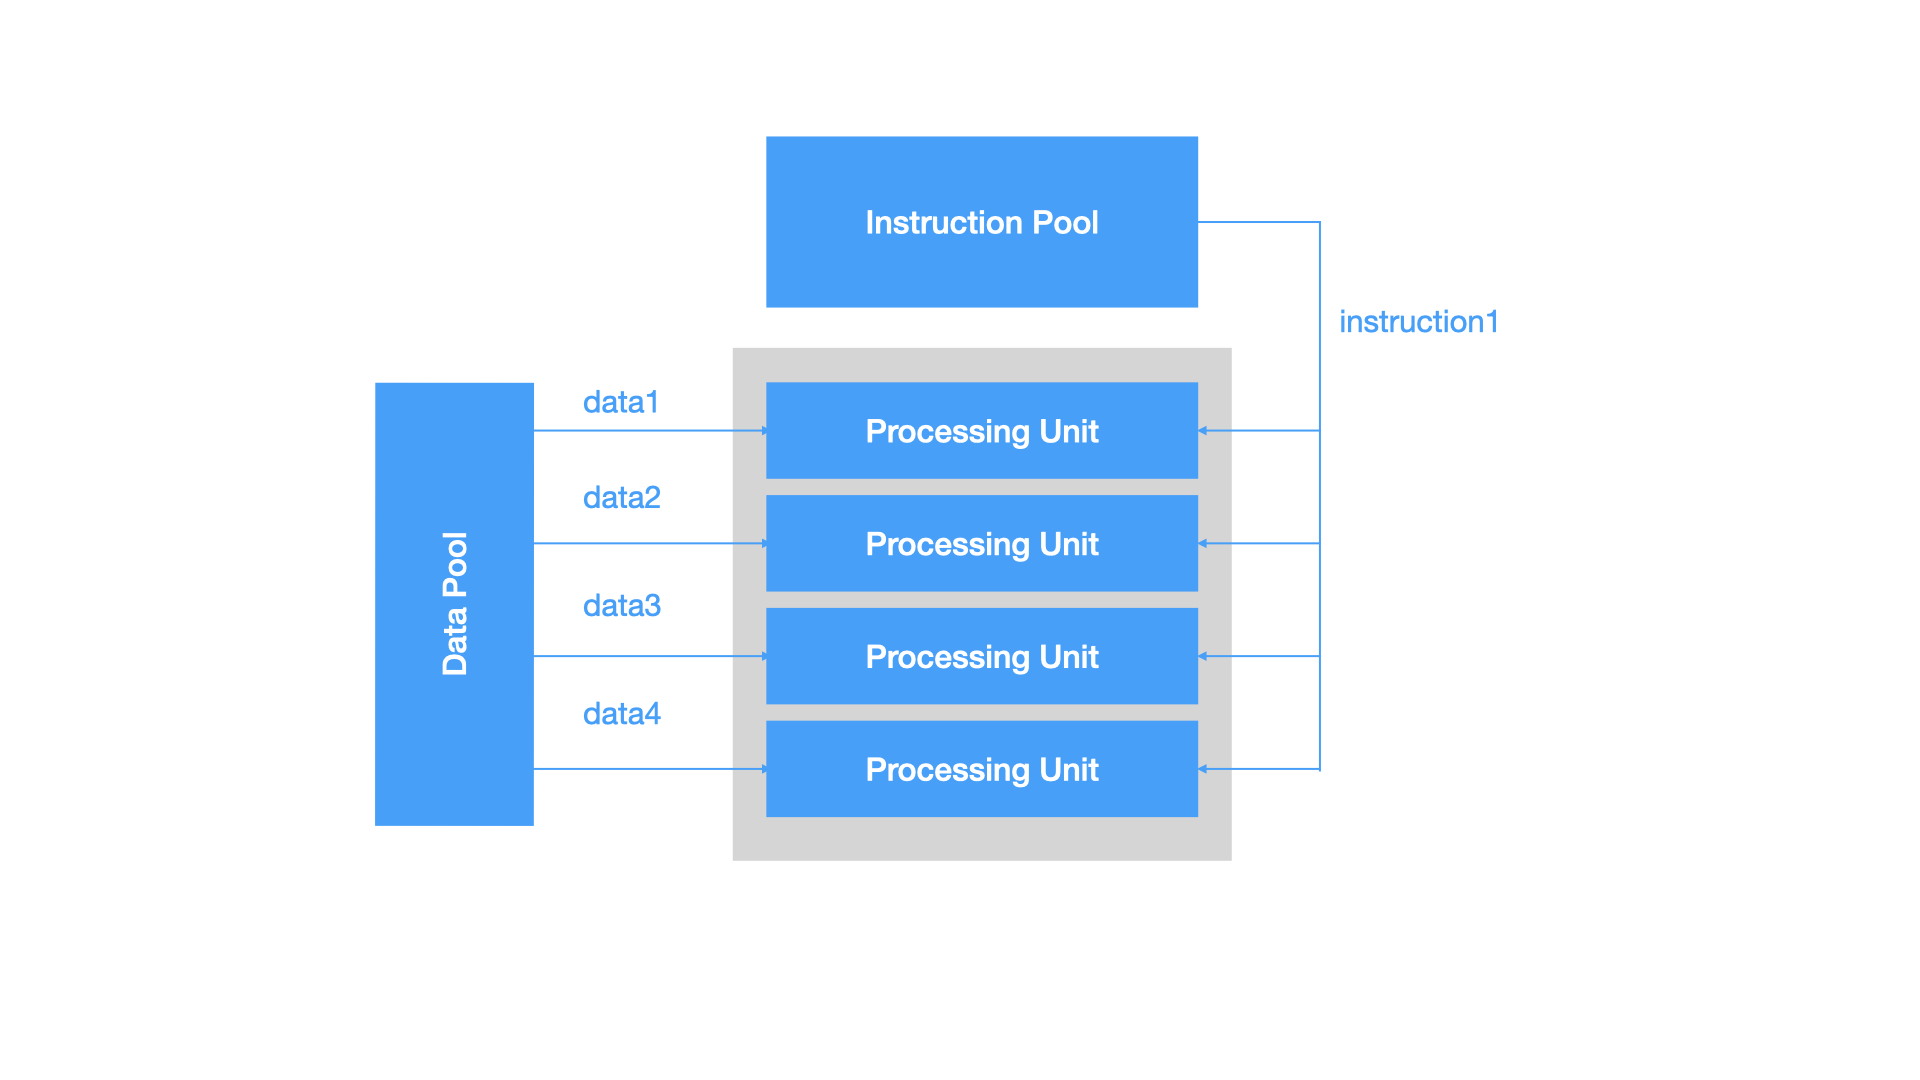 Instruction Pool
instruction1
data1
Processing Unit
data2
Processing Unit
Data Pool
data3
Processing Unit
data4
Processing Unit